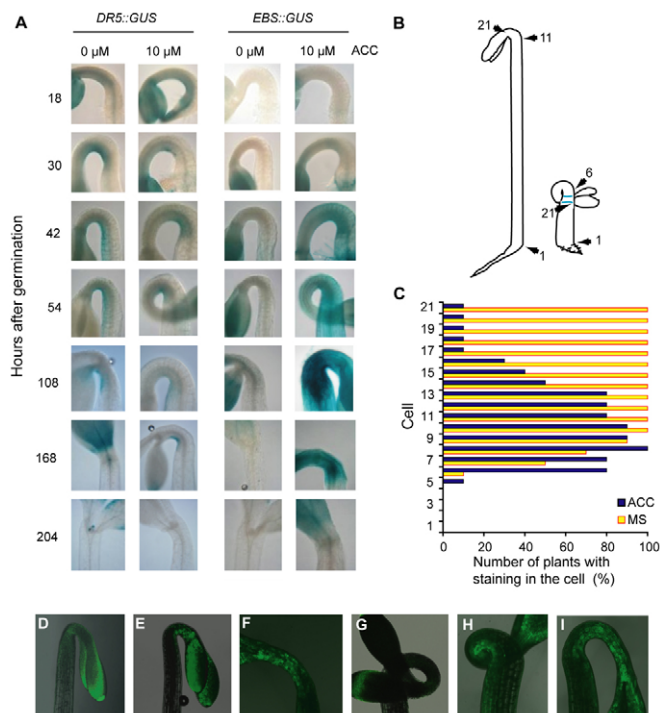 A
DR5::GUS EBS::GUS
0 µM 10 µM 0 µM 10 µM ACC
Hours after germination
18
30
42
54
108
168
204
B
21
11
6
21
1
1
C
Cell
21
19
17
15
13
11
9
7
5
3
1
ACC
MS
0 20 40 60 80 100
Number of plants with
staining in the cell (%)
D E F G H I